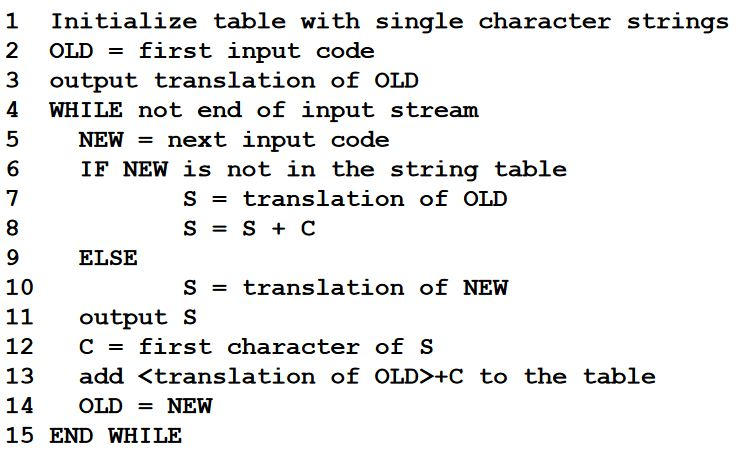 1 Initialize table with single character strings
2 OLD = first input code
3 output translation of OLD
4 WHILE not end of input stream
5 NEW = next input code
6 IF NEW is not in the string table
7 S = translation of OLD
8 S = S + C
9 ELSE
10 S = translation of NEW
11 output S
12 C = first character of S
13 add <translation of OLD>+C to the table
14 OLD = NEW
15 END WHILE